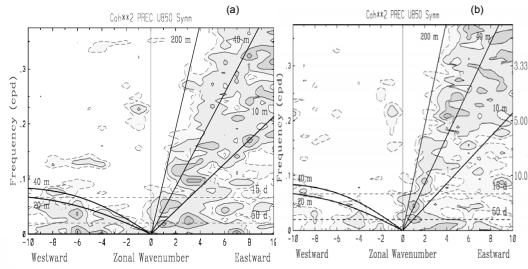 Coh**2 PREC U850 Symm
(a)
200 m
40 m
10 m
15 d
50 d
40 m
20 m
Frequency (cpd)
.3
.2
.1
0
-10 -8 -6 -4 -2 0 2 4 6 8 10
Westward Zonal Wavenumber Eastward
Coh**2 PREC U850 Symm
(b)
200 m
10 m
15 d
50 d
40 m
20 m
Frequency (cpd)
.3
.2
.1
0
3.33
5.00
10.0
-10 -8 -6 -4 -2 0 2 4 6 8 10
Westward Zonal Wavenumber Eastward